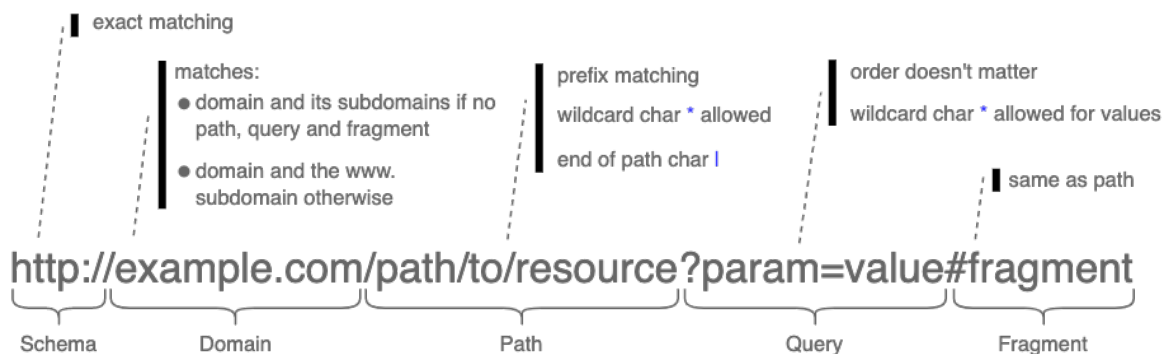 exact matching
matches:
● domain and its subdomains if no
path, query and fragment
● domain and the www.
subdomain otherwise
prefix matching
wildcard char * allowed
end of path char |
order doesn't matter
wildcard char * allowed for values
same as path
http://example.com/path/to/resource?param=value#fragment
Schema
Domain
Path
Query
Fragment